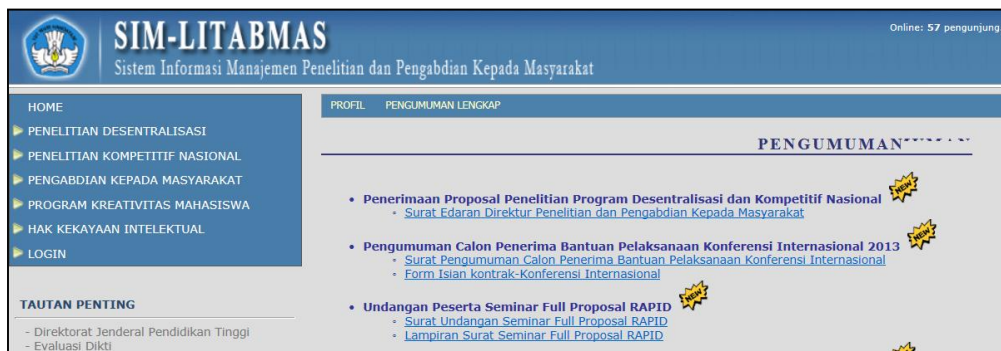 SIM-LITABMAS
Sistem Informasi Manajemen Penelitian dan Pengabdian Kepada Masyarakat
Online: 57 pengunjung
HOME
PENELITIAN DESENTRALISASI
PENELITIAN KOMPETITIF NASIONAL
PENGABDIAN KEPADA MASYARAKAT
PROGRAM KREATIVITAS MAHASISWA
HAK KEKAYAAN INTELEKTUAL
LOGIN
TAUTAN PENTING
- Direktorat Jenderal Pendidikan Tinggi
- Evaluasi Dikti
PROFIL PENGUMUMAN LENGKAP
PENGUMUMAN
• Penerimaan Proposal Penelitian Program Desentralisasi dan Kompetitif Nasional NEW
◦ Surat Edaran Direktur Penelitian dan Pengabdian Kepada Masyarakat
• Pengumuman Calon Penerima Bantuan Pelaksanaan Konferensi Internasional 2013 NEW
◦ Surat Pengumuman Calon Penerima Bantuan Pelaksanaan Konferensi Internasional
◦ Form Isian kontrak-Konferensi Internasional
• Undangan Peserta Seminar Full Proposal RAPID NEW
◦ Surat Undangan Seminar Full Proposal RAPID
◦ Lampiran Surat Seminar Full Proposal RAPID